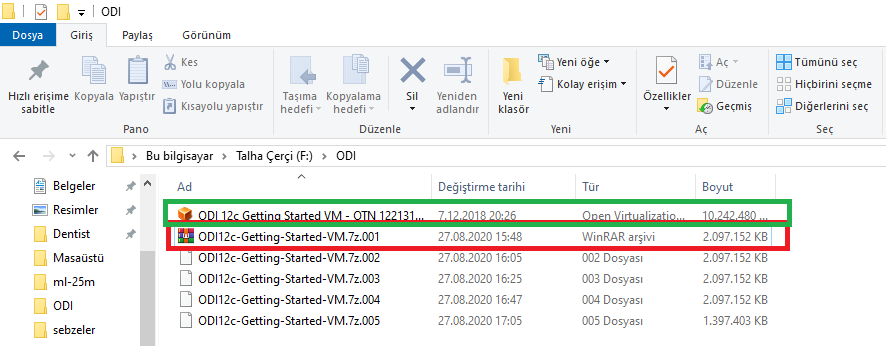 ODI
Dosya Giriş Paylaş Görünüm
Hızlı erişime sabitle
Kopyala
Yapıştır
Kes
Yolu kopyala
Kısayolu yapıştır
Pano
Taşıma hedefi
Kopyalama hedefi
Sil
Yeniden adlandır
Düzenle
Yeni klasör
Yeni öğe
Kolay erişim
Yeni
Özellikler
Aç
Düzenle
Geçmiş
Aç
Tümünü seç
Hiçbirini seçme
Diğerlerini seç
Seç
Bu bilgisayar > Talha Çerçi (F:) > ODI
Belgeler
Resimler
Dentist
Masaüstü
ml-25m
ODI
sebzeler
Ad Değiştirme tarihi Tür Boyut
ODI 12c Getting Started VM - OTN 122131... 7.12.2018 20:26 Open Virtualizatio... 10.242.480 ...
ODI12c-Getting-Started-VM.7z.001 27.08.2020 15:48 WinRAR arşivi 2.097.152 KB
ODI12c-Getting-Started-VM.7z.002 27.08.2020 16:05 002 Dosyası 2.097.152 KB
ODI12c-Getting-Started-VM.7z.003 27.08.2020 16:25 003 Dosyası 2.097.152 KB
ODI12c-Getting-Started-VM.7z.004 27.08.2020 16:47 004 Dosyası 2.097.152 KB
ODI12c-Getting-Started-VM.7z.005 27.08.2020 17:05 005 Dosyası 1.397.403 KB